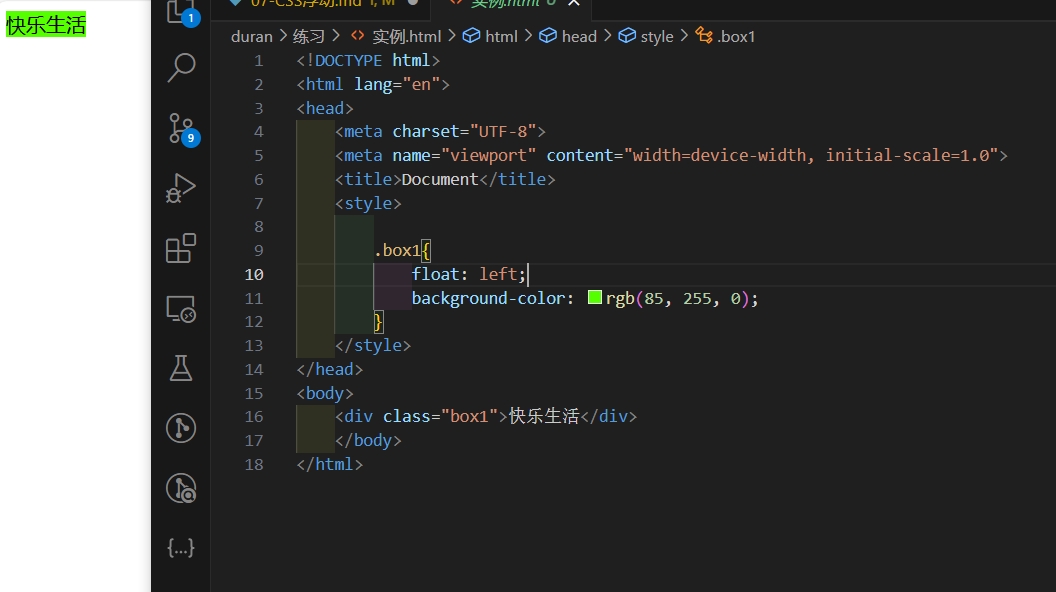 快乐生活
1
9
{...}
07-CSS浮动.md 1, M
实例.html U
duran > 练习 > <> 实例.html > html > head > style > .box1
1 <!DOCTYPE html>
2 <html lang="en">
3 <head>
4 <meta charset="UTF-8">
5 <meta name="viewport" content="width=device-width, initial-scale=1.0">
6 <title>Document</title>
7 <style>
8
9 .box1{
10 float: left;
11 background-color: rgb(85, 255, 0);
12 }
13 </style>
14 </head>
15 <body>
16 <div class="box1">快乐生活</div>
17 </body>
18 </html>